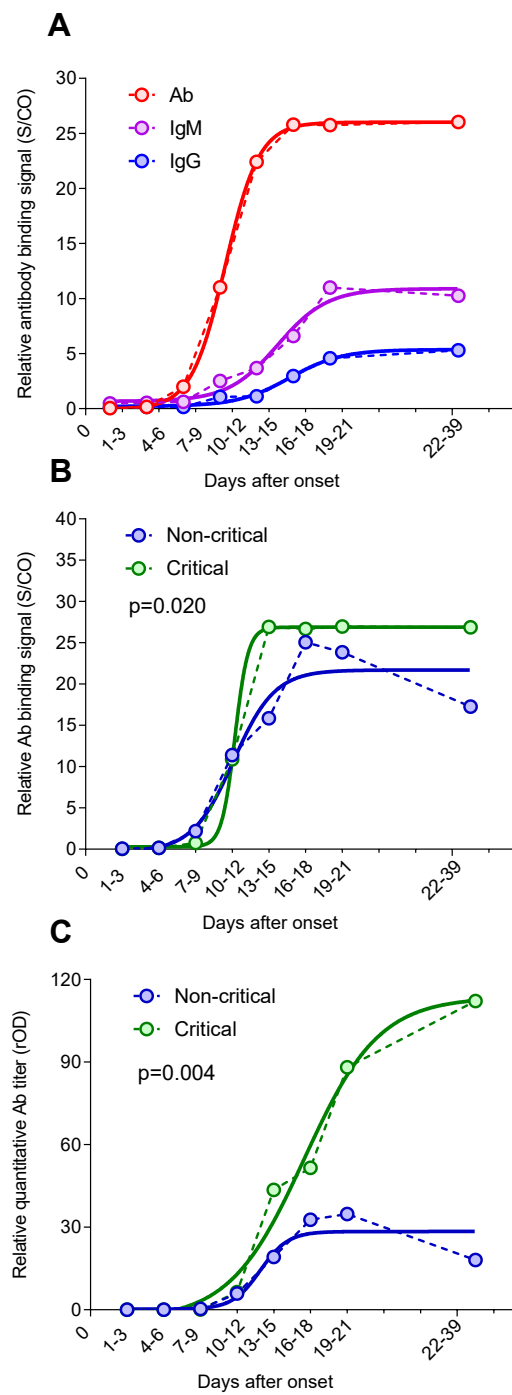 A
Relative antibody binding signal (S/CO)
30
25
20
15
10
5
0
Ab
IgM
IgG
0
1-3
4-6
7-9
10-12
13-15
16-18
19-21
22-39
Days after onset
B
Relative Ab binding signal (S/CO)
40
35
30
25
20
15
10
5
0
Non-critical
Critical
p=0.020
0
1-3
4-6
7-9
10-12
13-15
16-18
19-21
22-39
Days after onset
C
Relative quantitative Ab titer (rOD)
120
90
60
30
0
Non-critical
Critical
p=0.004
0
1-3
4-6
7-9
10-12
13-15
16-18
19-21
22-39
Days after onset